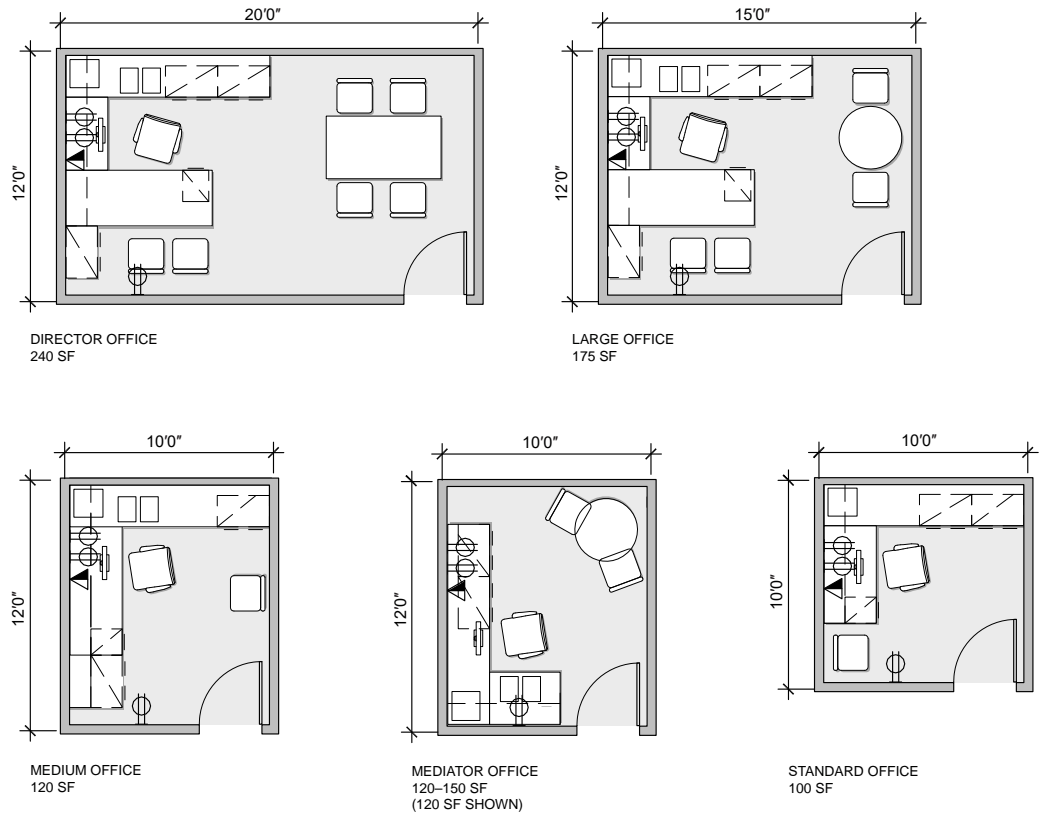 20'0"
15'0"
12'0"
12'0"
DIRECTOR OFFICE
240 SF
LARGE OFFICE
175 SF
10'0"
10'0"
10'0"
12'0"
12'0"
10'0"
MEDIUM OFFICE
120 SF
MEDIATOR OFFICE
120–150 SF
(120 SF SHOWN)
STANDARD OFFICE
100 SF